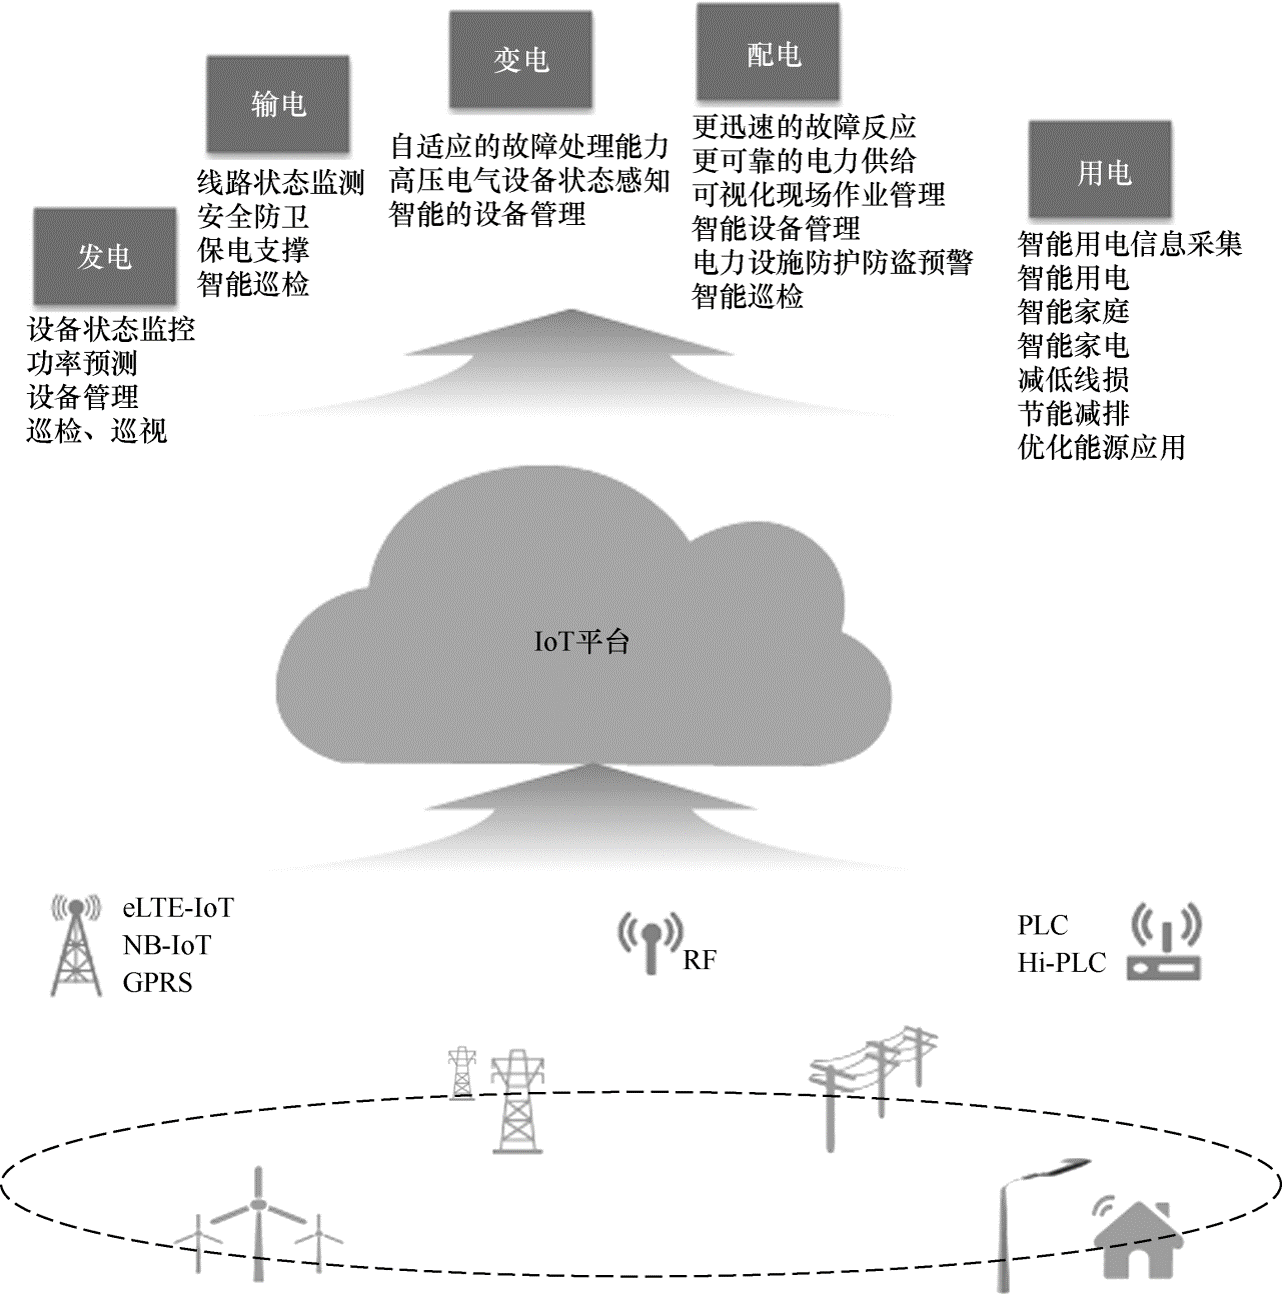 发电
设备状态监控
功率预测
设备管理
巡检、巡视
输电
线路状态监测
安全防卫
保电支撑
智能巡检
变电
自适应的故障处理能力
高压电气设备状态感知
智能的设备管理
配电
更迅速的故障反应
更可靠的电力供给
可视化现场作业管理
智能设备管理
电力设施防护防盗预警
智能巡检
用电
智能用电信息采集
智能用电
智能家庭
智能家电
减低线损
节能减排
优化能源应用
IoT平台
eLTE-IoT
NB-IoT
GPRS
RF
PLC
Hi-PLC